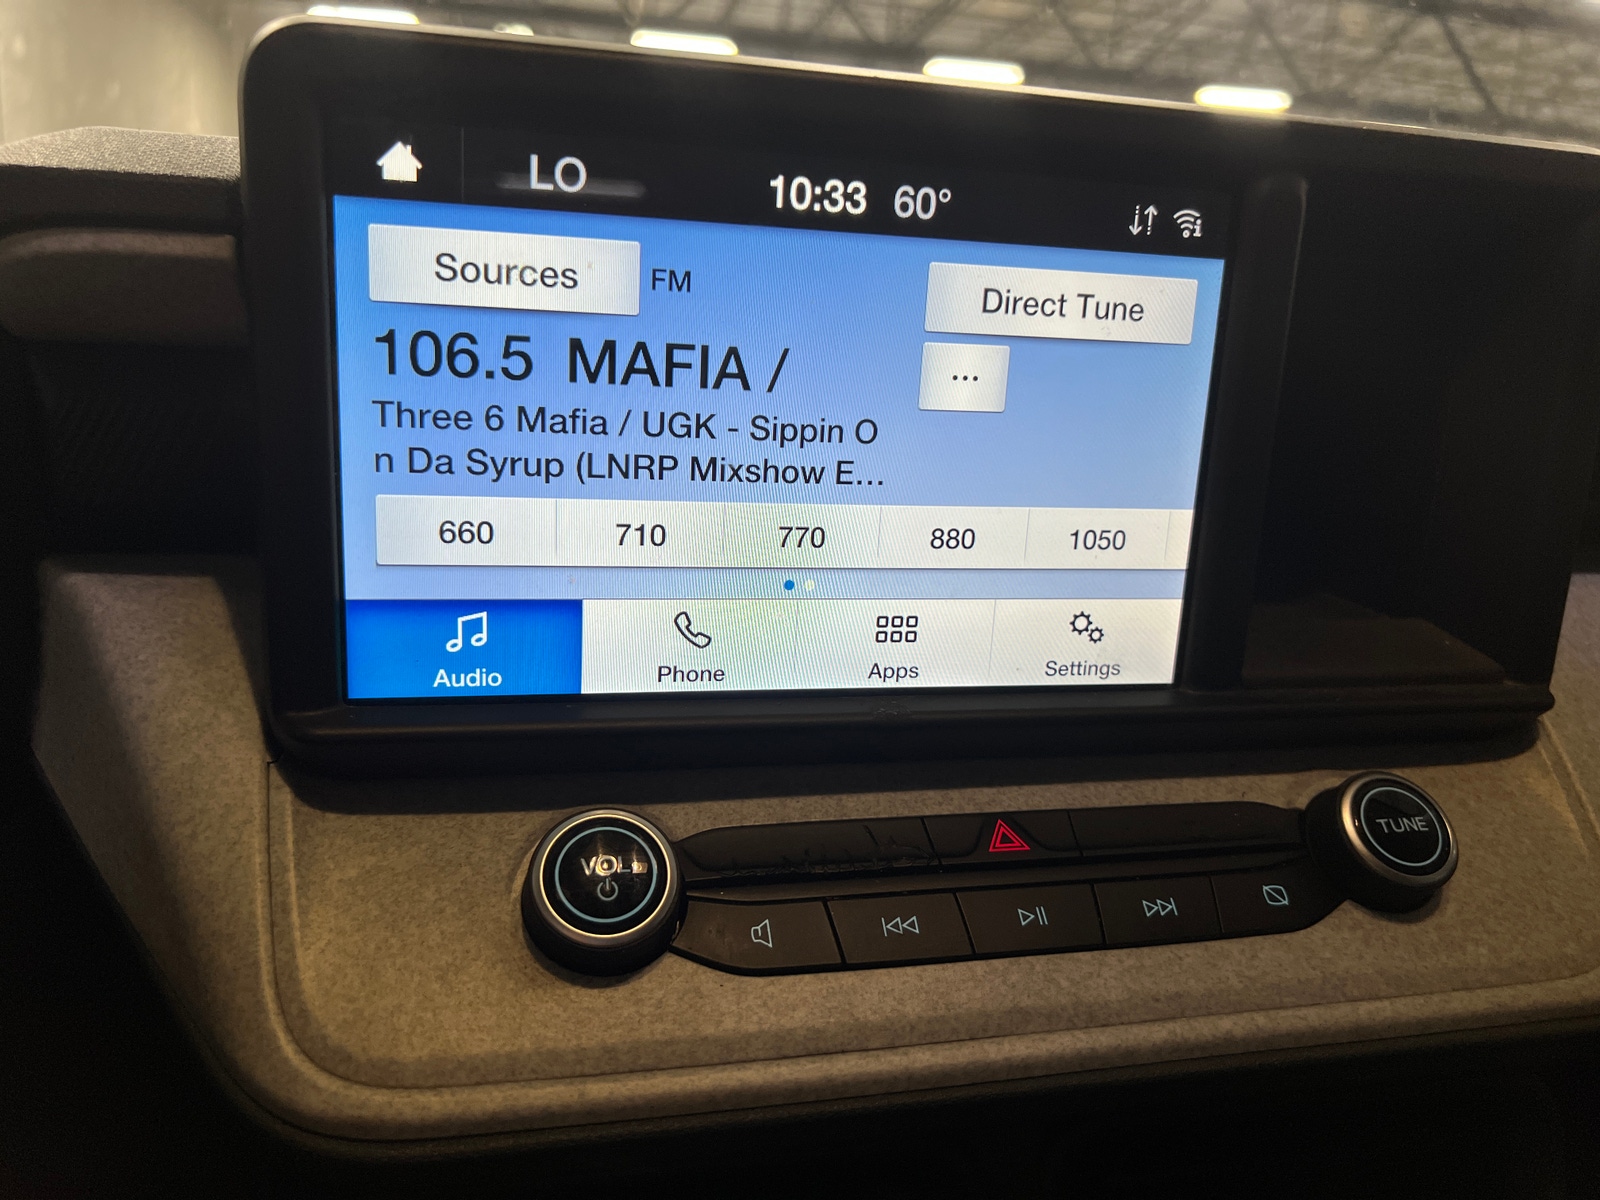 LO
10:33 60°
Sources FM Direct Tune
106.5 MAFIA / ...
Three 6 Mafia / UGK - Sippin O
n Da Syrup (LNRP Mixshow E...
660 710 770 880 1050
Audio Phone Apps Settings
VOL
TUNE